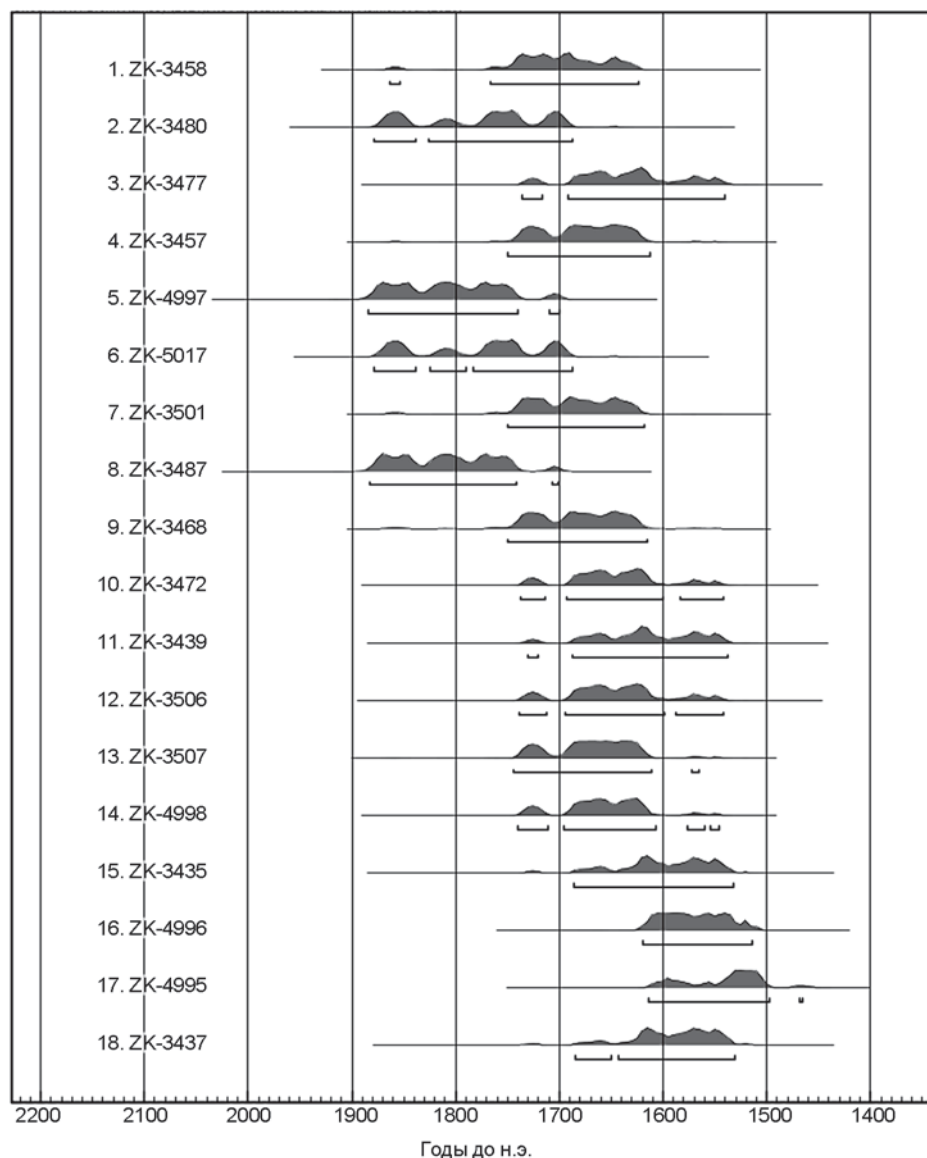 1. ZK-3458
2. ZK-3480
3. ZK-3477
4. ZK-3457
5. ZK-4997
6. ZK-5017
7. ZK-3501
8. ZK-3487
9. ZK-3468
10. ZK-3472
11. ZK-3439
12. ZK-3506
13. ZK-3507
14. ZK-4998
15. ZK-3435
16. ZK-4996
17. ZK-4995
18. ZK-3437
2200 2100 2000 1900 1800 1700 1600 1500 1400
Годы до н.э.